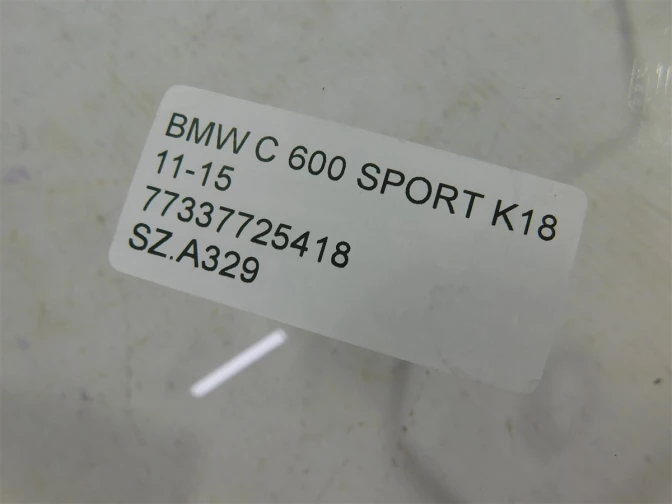 BMW C 600 SPORT K18
11-15
77337725418
SZ.A329